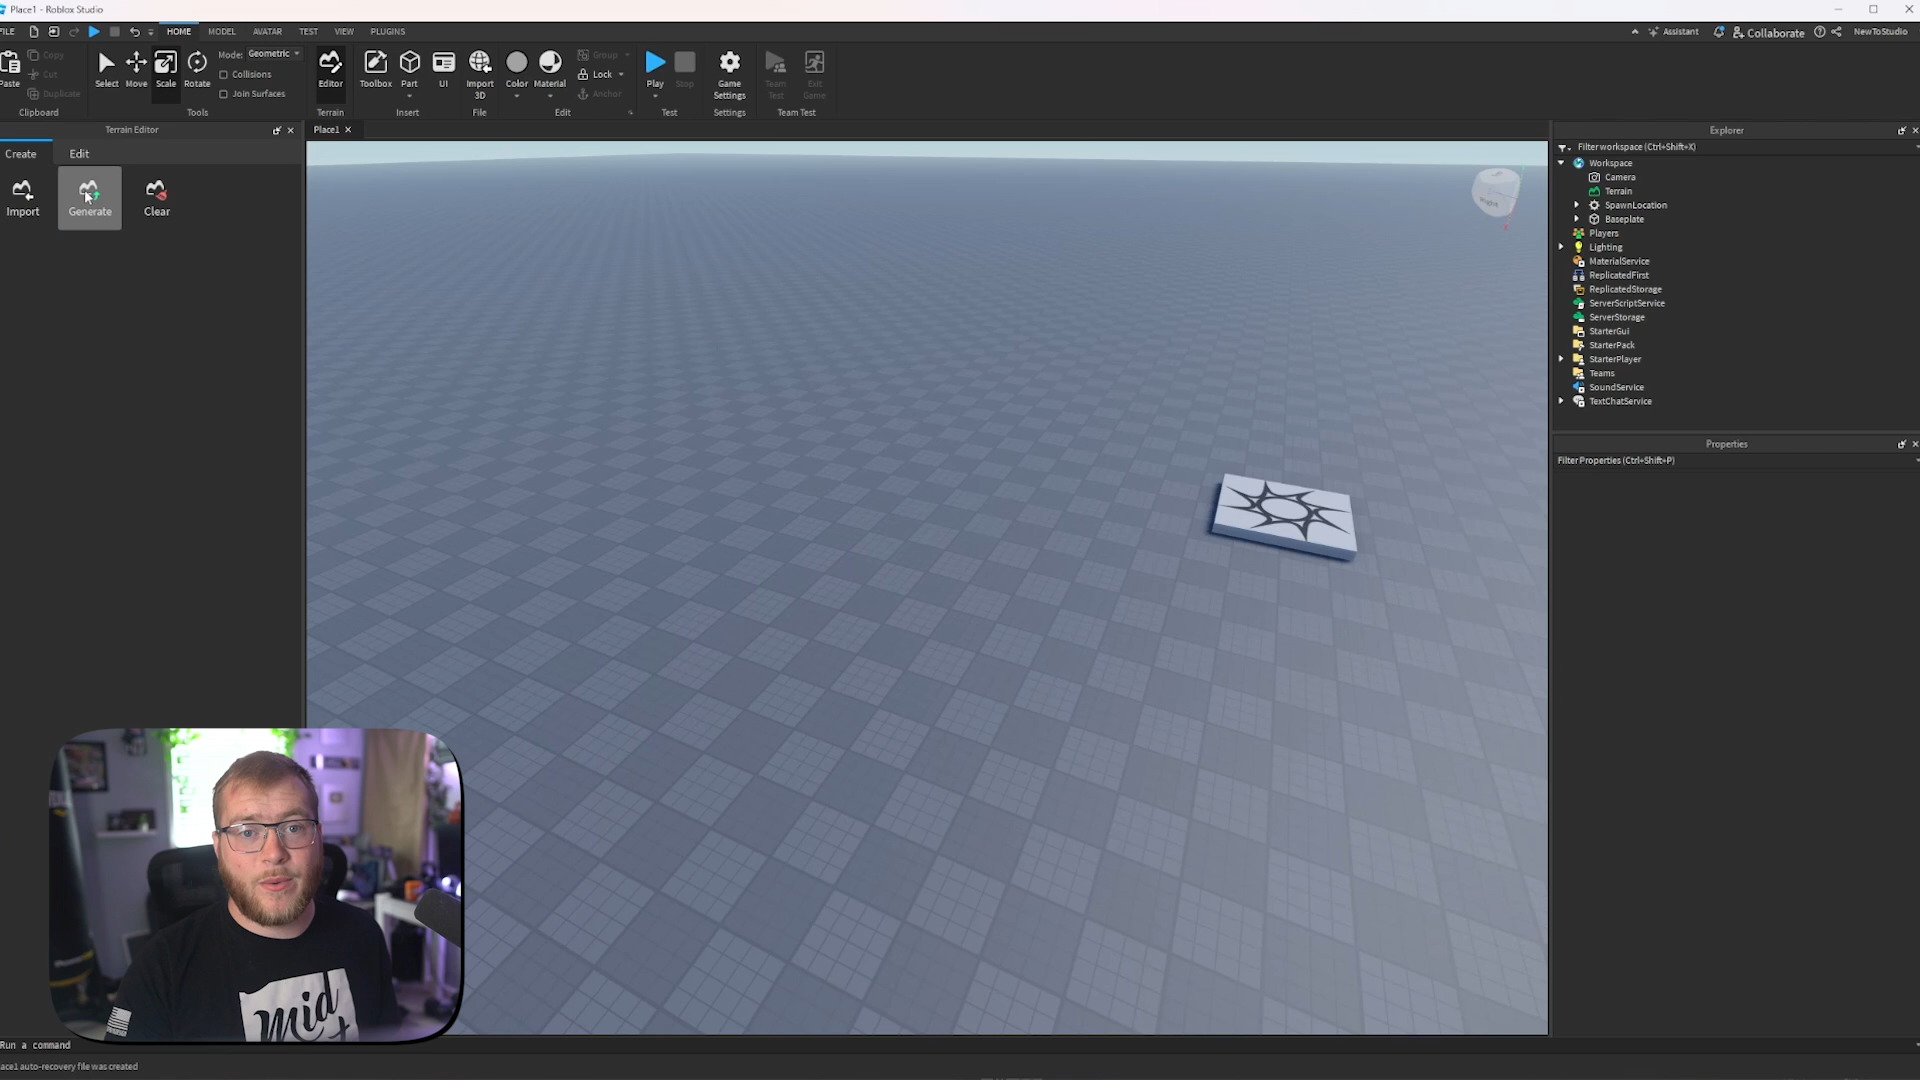 Place1 - Roblox Studio
FILE HOME MODEL AVATAR TEST VIEW PLUGINS Assistant Collaborate NewToStudio
Paste Copy Cut Duplicate
Select Move Scale Rotate
Mode: Geometric
Collisions
Join Surfaces
Editor Toolbox Part UI Import 3D
Color Material Group Lock Anchor
Play Stop Game Settings Team Test Exit Game
Clipboard Tools Terrain Insert File Edit Test Settings Team Test
Terrain Editor
Create Edit
Import Generate Clear
Place1
Right
Explorer
Filter workspace (Ctrl+Shift+X)
Workspace
Camera
Terrain
SpawnLocation
Baseplate
Players
Lighting
MaterialService
ReplicatedFirst
ReplicatedStorage
ServerScriptService
ServerStorage
StarterGui
StarterPack
StarterPlayer
Teams
SoundService
TextChatService
Properties
Filter Properties (Ctrl+Shift+P)
Mid
Run a command
ace1 auto-recovery file was created